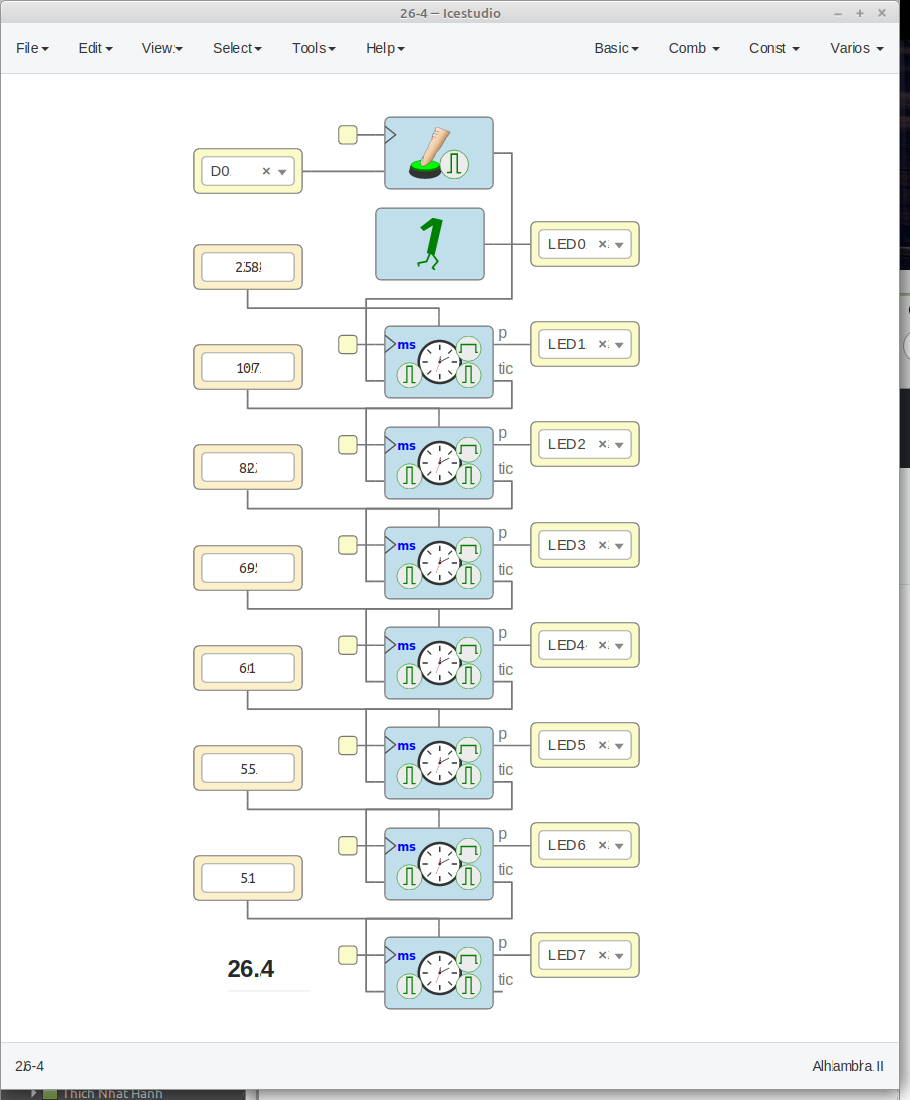 26-4 – Icestudio
File Edit View Select Tools Help Basic Comb Const Varios
D0
258
LED0
107
ms
p
tic
LED1
82
ms
p
tic
LED2
69
ms
p
tic
LED3
61
ms
p
tic
LED4
55
ms
p
tic
LED5
51
ms
p
tic
LED6
26.4
ms
p
tic
LED7
26-4
Alhambra II
Thich Nhat Hanh